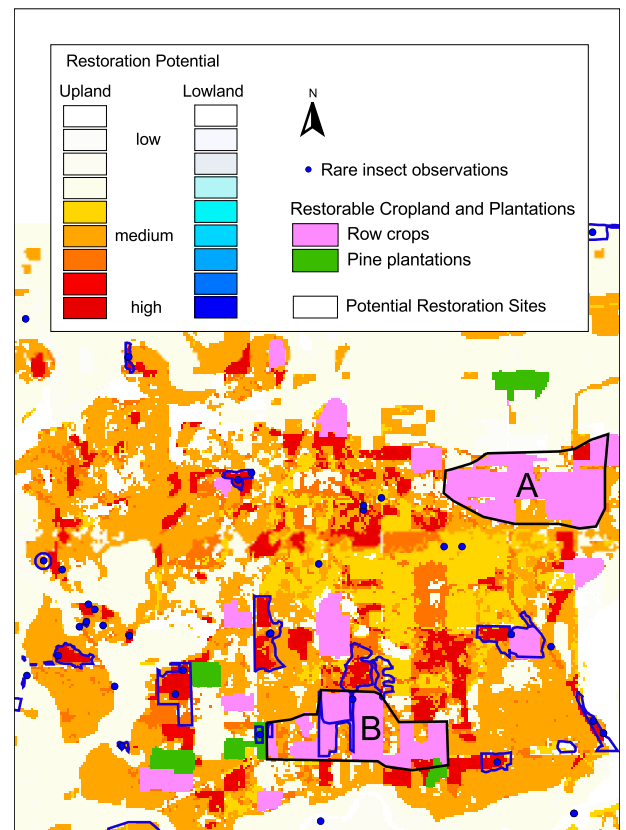 Restoration Potential
Upland
Lowland
low
medium
high
N
Rare insect observations
Restorable Cropland and Plantations
Row crops
Pine plantations
Potential Restoration Sites
A
B